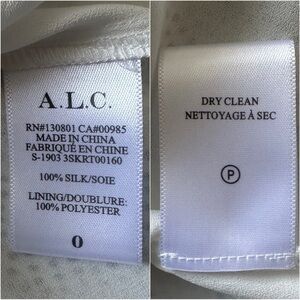 A.L.C.
RN#130801 CA#00985
MADE IN CHINA
FABRIQUÉ EN CHINE
S-1903 3SKRT00160
100% SILK/SOIE
LINING/DOUBLURE:
100% POLYESTER
0
DRY CLEAN
NETTOYAGE À SEC
P